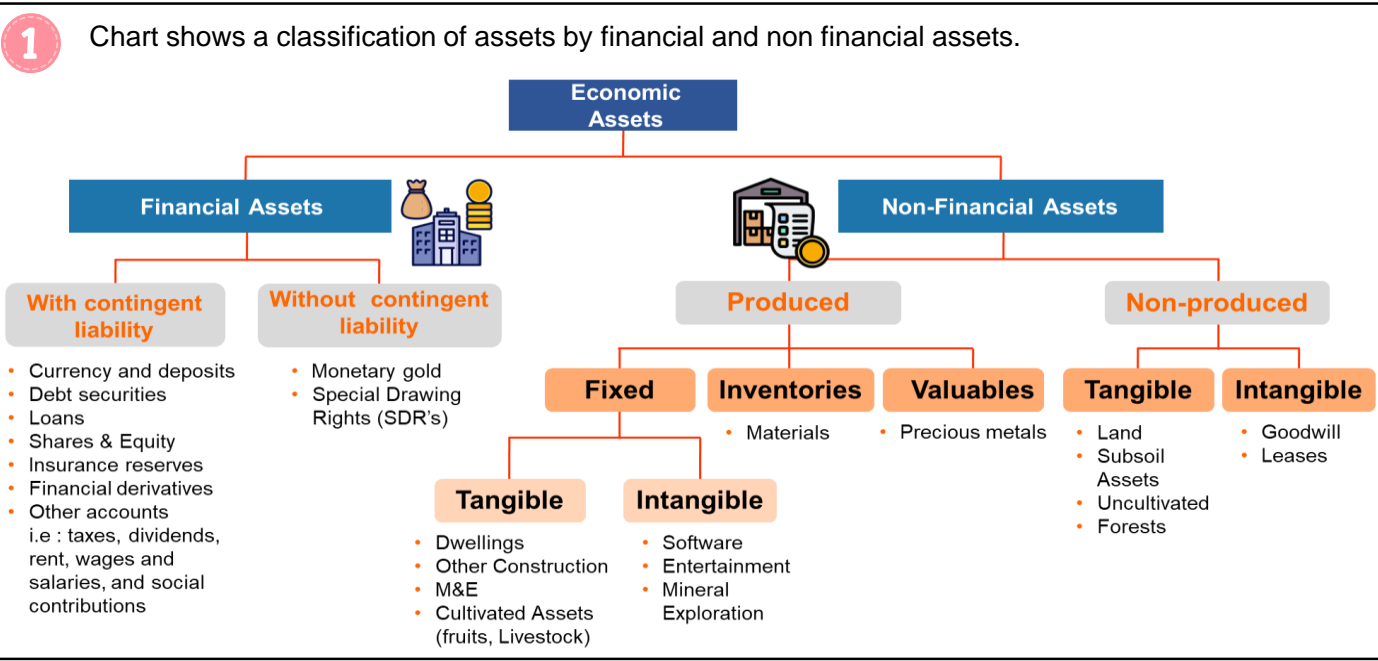 1
Chart shows a classification of assets by financial and non financial assets.
Economic
Assets
Financial Assets
Non-Financial Assets
With contingent
liability
Without contingent
liability
Produced
Non-produced
• Currency and deposits
• Debt securities
• Loans
• Shares & Equity
• Insurance reserves
• Financial derivatives
• Other accounts
i.e : taxes, dividends,
rent, wages and
salaries, and social
contributions
• Monetary gold
• Special Drawing
Rights (SDR's)
Fixed
Inventories
Valuables
Tangible
Intangible
• Materials
• Precious metals
• Land
• Subsoil
Assets
• Uncultivated
• Forests
• Goodwill
• Leases
Tangible
Intangible
• Dwellings
• Other Construction
• M&E
• Cultivated Assets
(fruits, Livestock)
• Software
• Entertainment
• Mineral
Exploration